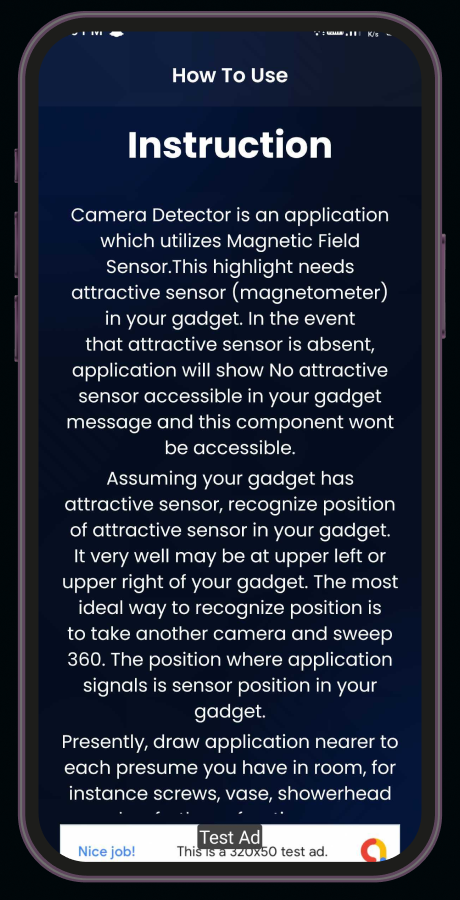 How To Use
Instruction
Camera Detector is an application
which utilizes Magnetic Field
Sensor.This highlight needs
attractive sensor (magnetometer)
in your gadget. In the event
that attractive sensor is absent,
application will show No attractive
sensor accessible in your gadget
message and this component wont
be accessible.
Assuming your gadget has
attractive sensor, recognize position
of attractive sensor in your gadget.
It very well may be at upper left or
upper right of your gadget. The most
ideal way to recognize position is
to take another camera and sweep
360. The position where application
signals is sensor position in your
gadget.
Presently, draw application nearer to
each presume you have in room, for
instance screws, vase, showerhead
Test Ad
Nice job! This is a 320x50 test ad.